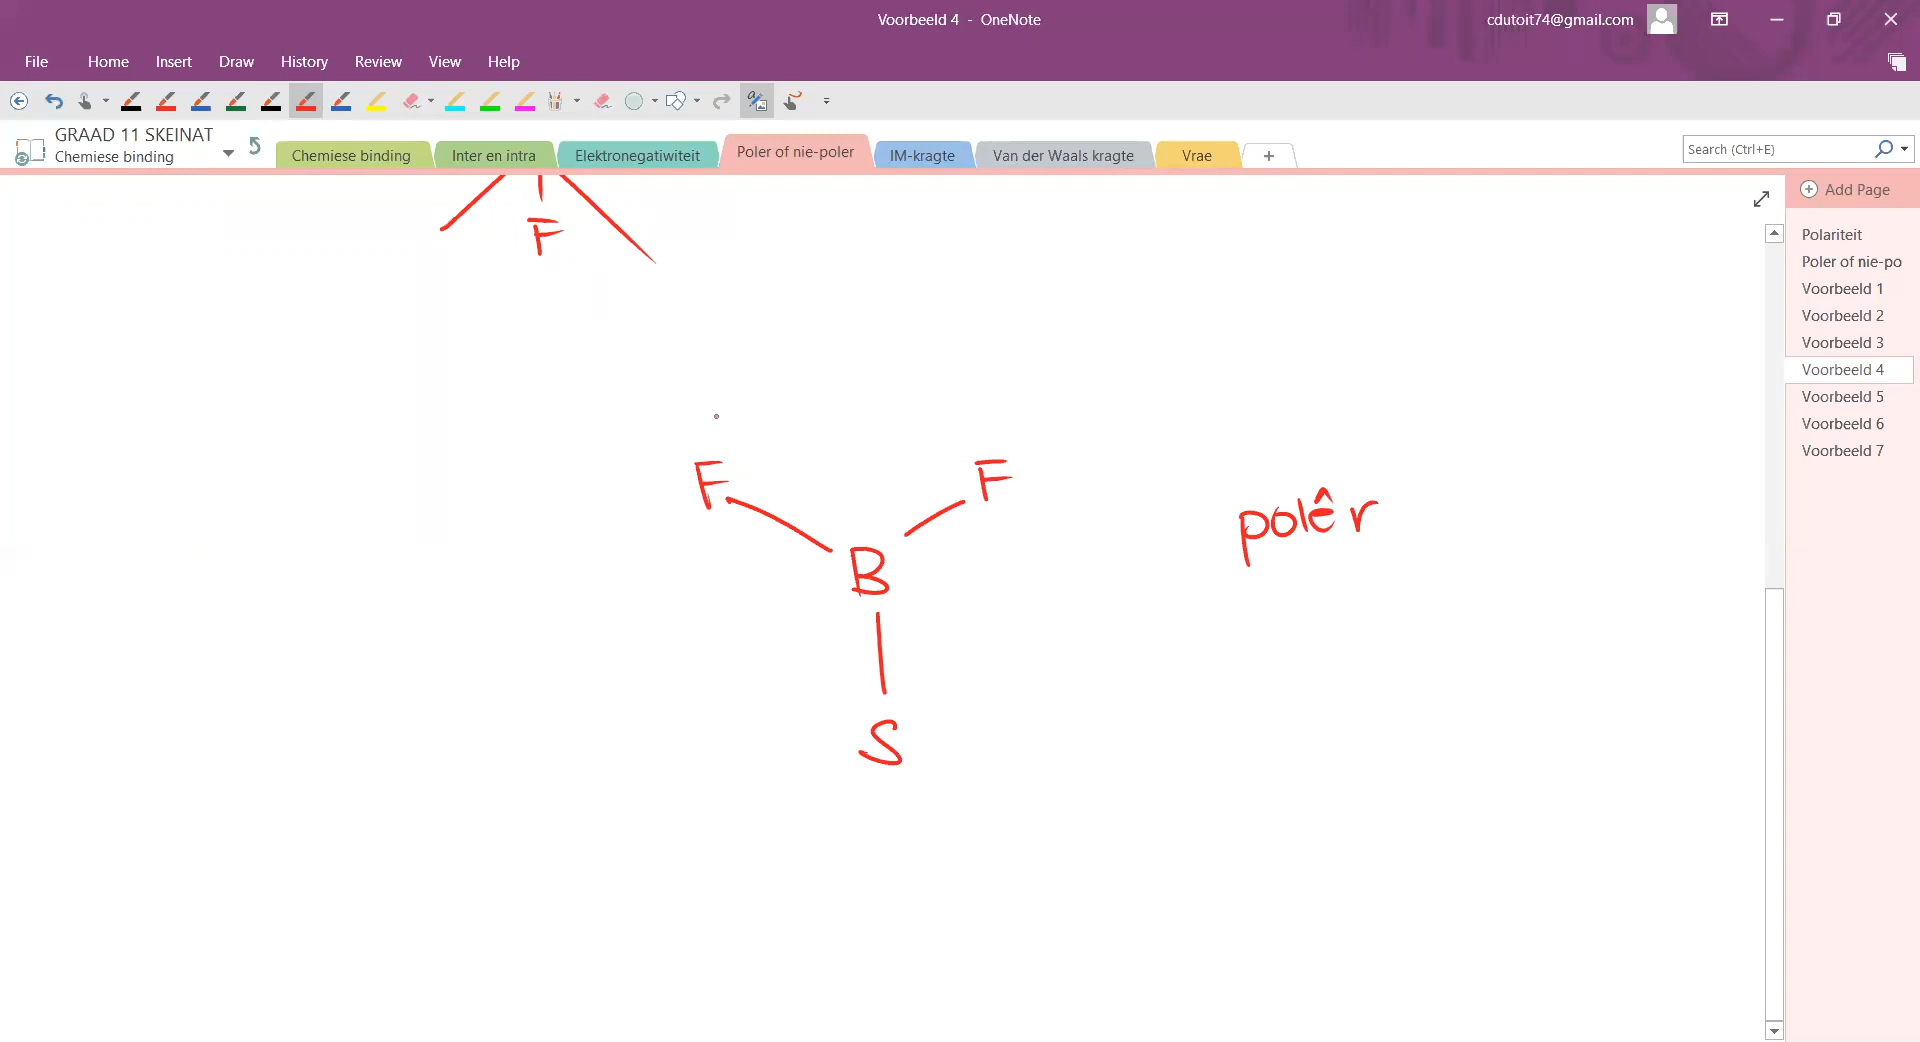 Voorbeeld 4 - OneNote
cdutoit74@gmail.com
File Home Insert Draw History Review View Help
GRAAD 11 SKEINAT
Chemiese binding
Chemiese binding
Inter en intra
Elektronegatiwiteit
Poler of nie-poler
IM-kragte
Van der Waals kragte
Vrae
+
Search (Ctrl+E)
Add Page
Polariteit
Poler of nie-po
Voorbeeld 1
Voorbeeld 2
Voorbeeld 3
Voorbeeld 4
Voorbeeld 5
Voorbeeld 6
Voorbeeld 7
F
F F
polêr
B
S